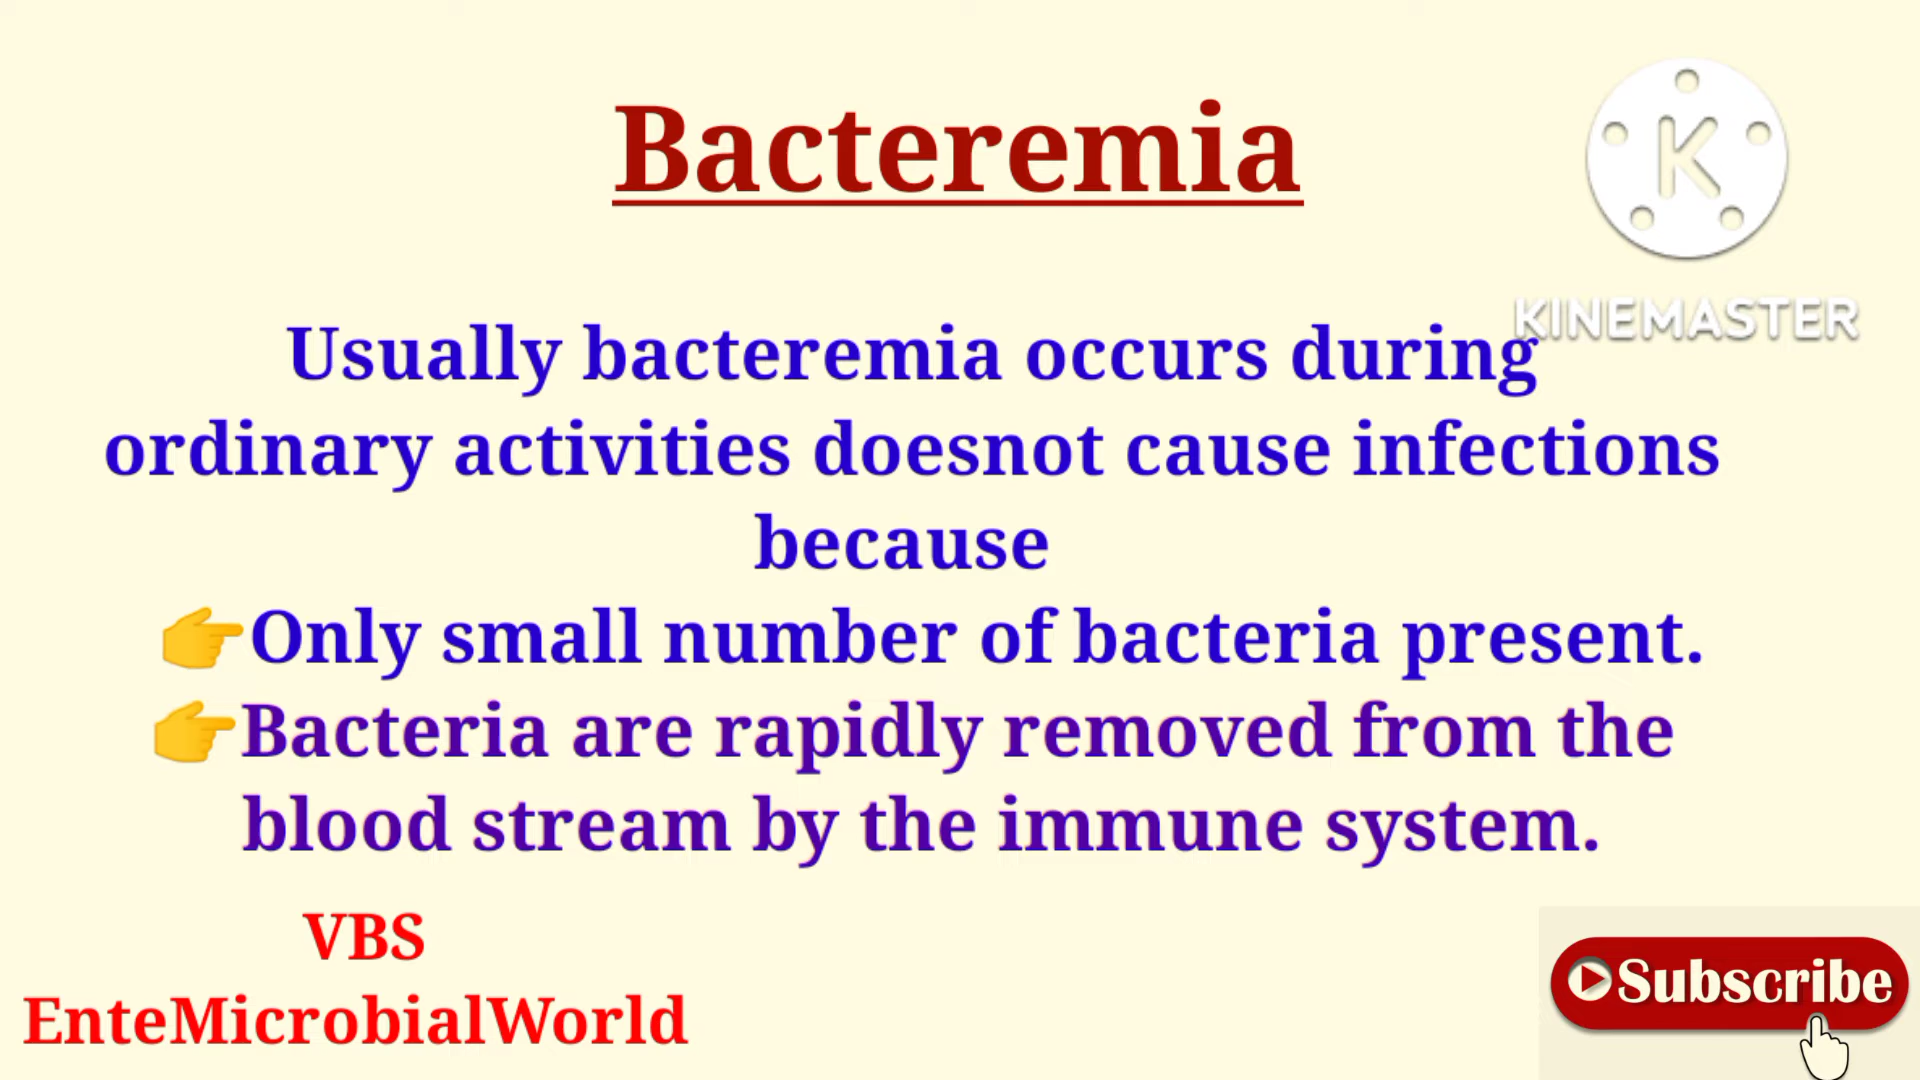 Bacteremia
K
KINEMASTER
Usually bacteremia occurs during
ordinary activities doesnot cause infections
because
👉Only small number of bacteria present.
👉Bacteria are rapidly removed from the
blood stream by the immune system.
VBS
EnteMicrobialWorld
Subscribe